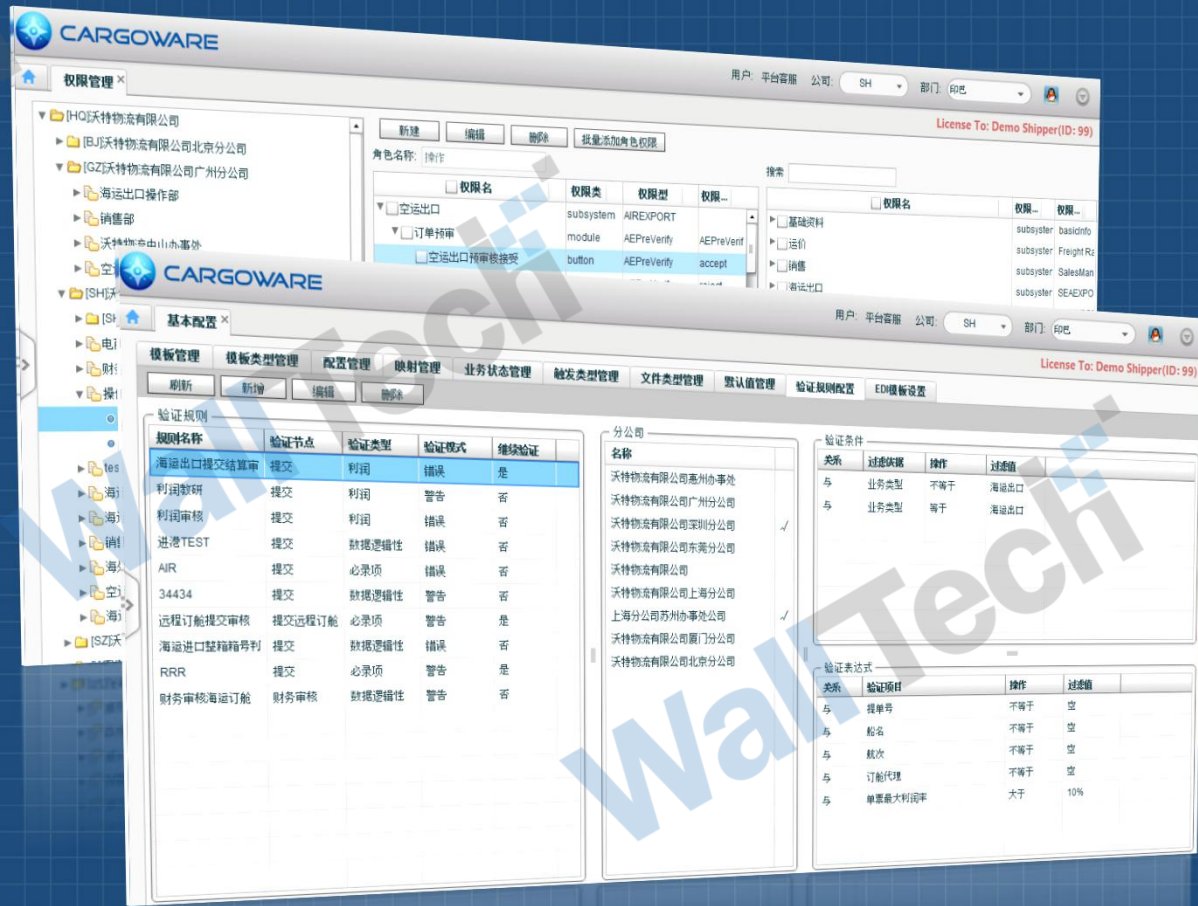 CARGOWARE
用户: 平台客服 公司: SH 部门: 印巴
权限管理
License To: Demo Shipper(ID: 99)
[HQ]沃特物流有限公司
[BJ]沃特物流有限公司北京分公司
[GZ]沃特物流有限公司广州分公司
海运出口操作部
销售部
沃特物流中山办事处
新建 编辑 删除 批量添加角色权限
角色名称: 操作
权限名 权限类 权限型 权限...
空运出口 subsystem AIREXPORT
订单预审 module AEPreVerify AEPreVerif
空运出口预审核接受 button AEPreVerify accept
搜索
权限名 权限... 权限...
基础资料 subsyster basicinfo
运价 subsyster Freight Ra
销售 subsyster SalesMan
海运出口 subsyster SEAEXPO
CARGOWARE
用户: 平台客服 公司: SH 部门: 印巴
基本配置
License To: Demo Shipper(ID: 99)
模板管理 模板类型管理 配置管理 映射管理 业务状态管理 触发类型管理 文件类型管理 默认值管理 验证规则配置 EDI模板设置
刷新 新增 编辑 删除
验证规则
规则名称 验证节点 验证类型 验证模式 继续验证
海运出口提交结算审 提交 利润 错误 是
利润教研 提交 利润 警告 否
利润审核 提交 利润 错误 否
进港TEST 提交 数据逻辑性 错误 否
AIR 提交 必录项 错误 否
34434 提交 数据逻辑性 警告 否
远程订舱提交审核 提交远程订舱 必录项 警告 是
海运进口整箱箱号判 提交 数据逻辑性 错误 否
RRR 提交 必录项 警告 是
财务审核海运订舱 财务审核 数据逻辑性 警告 否
分公司
名称
沃特物流有限公司惠州办事处
沃特物流有限公司广州分公司
沃特物流有限公司深圳分公司 √
沃特物流有限公司东莞分公司
沃特物流有限公司
沃特物流有限公司上海分公司
上海分公司苏州办事处公司 √
沃特物流有限公司厦门分公司
沃特物流有限公司北京分公司
验证条件
关系 过滤依据 操作 过滤值
与 业务类型 不等于 海运出口
与 业务类型 等于 海运出口
验证表达式
关系 验证项目 操作 过滤值
与 提单号 不等于 空
与 船名 不等于 空
与 航次 不等于 空
与 订舱代理 不等于 空
与 单票最大利润率 大于 10%
WallTech
WallTech